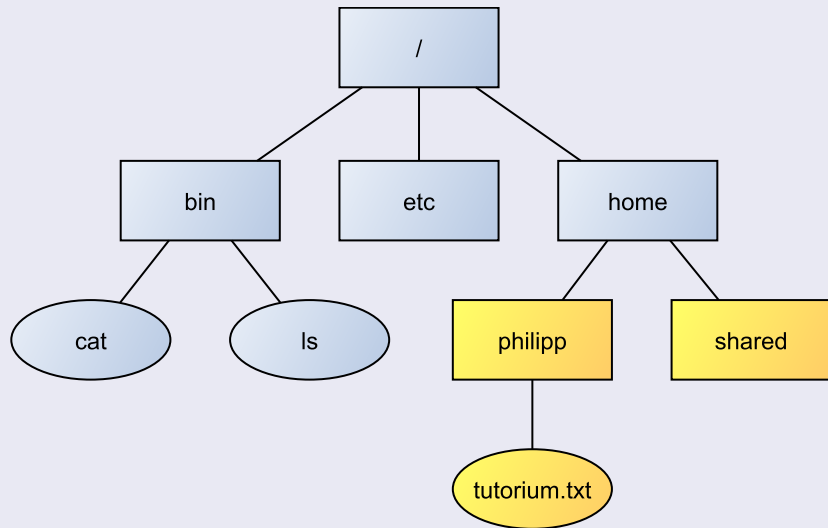 /
bin
etc
home
cat
ls
philipp
shared
tutorium.txt